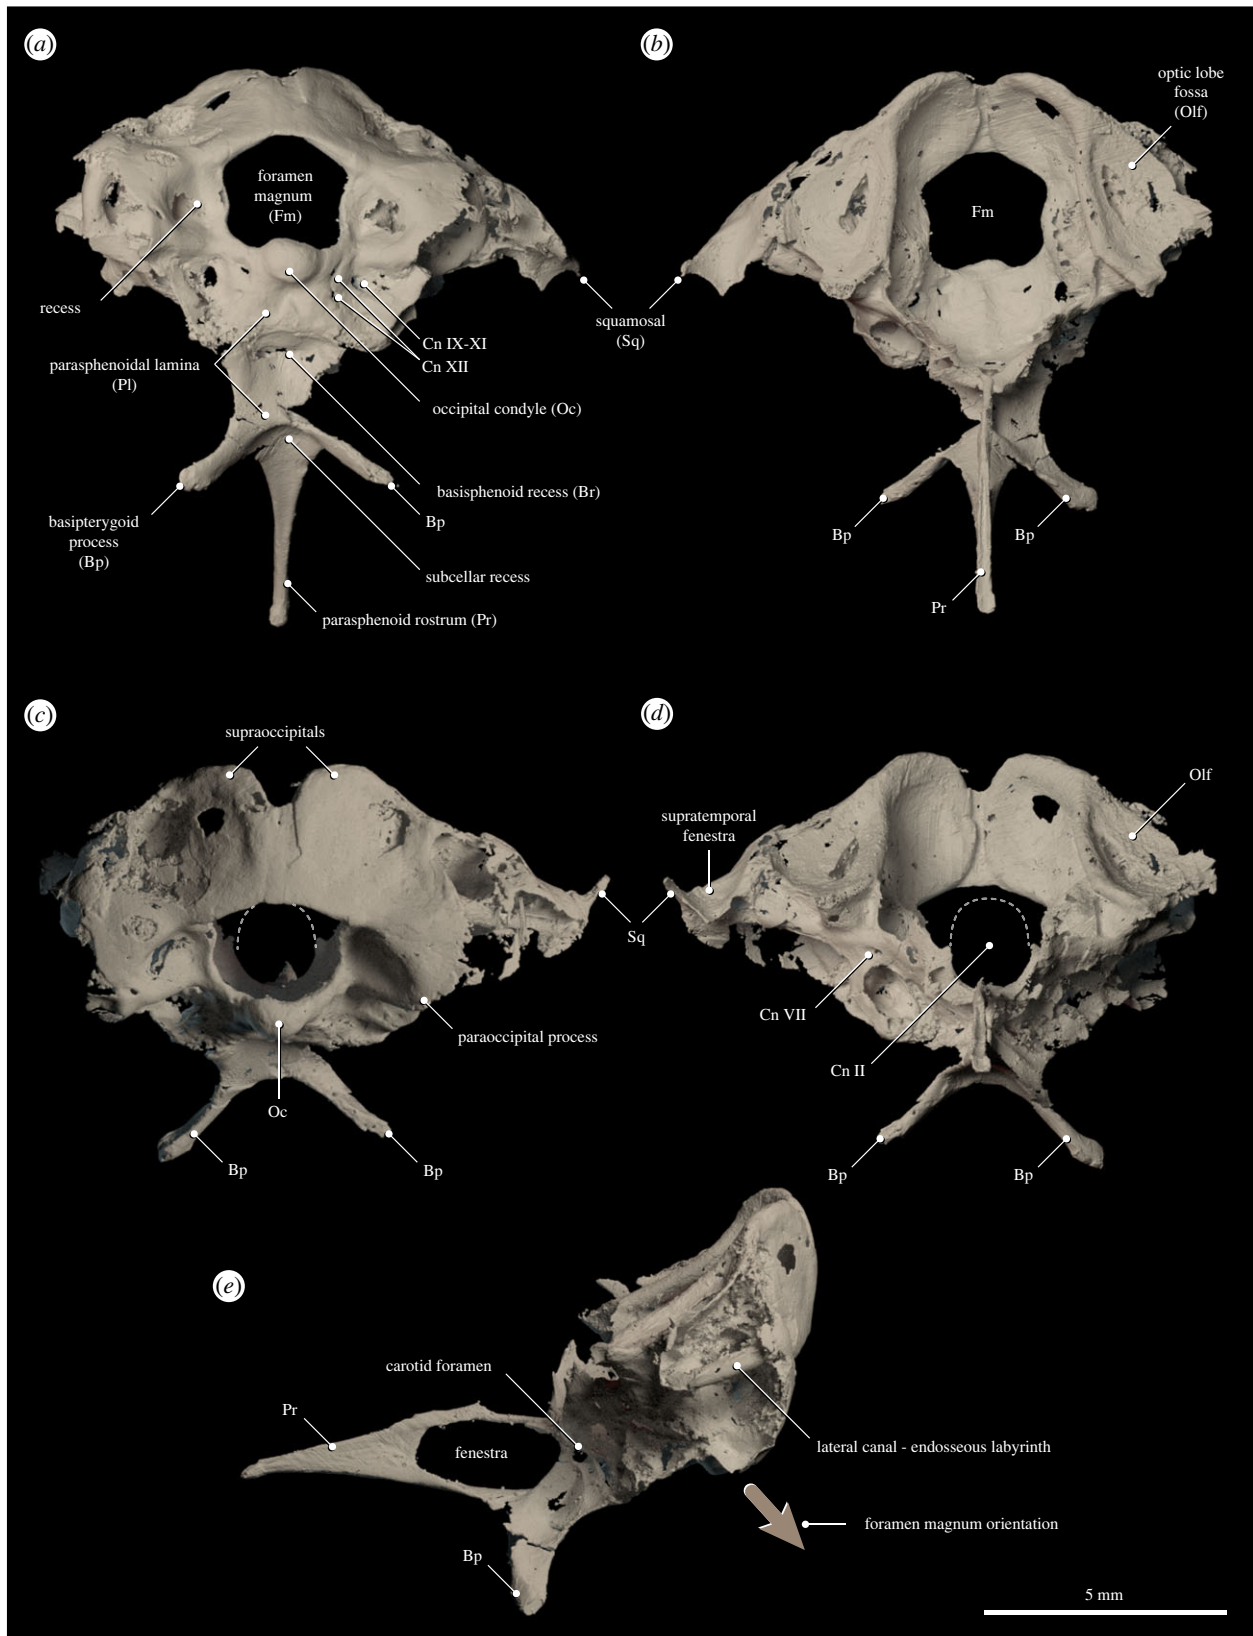 (a)
foramen
magnum
(Fm)
recess
parasphenoidal lamina
(Pl)
Cn IX-XI
Cn XII
occipital condyle (Oc)
basisphenoid recess (Br)
Bp
basipterygoid
process
(Bp)
subcellar recess
parasphenoid rostrum (Pr)
squamosal
(Sq)
(b)
optic lobe
fossa
(Olf)
Fm
Bp
Bp
Pr
(c)
supraoccipitals
Sq
paraoccipital process
Oc
Bp
Bp
(d)
supratemporal
fenestra
Olf
Cn VII
Cn II
Bp
Bp
(e)
carotid foramen
Pr
fenestra
lateral canal - endosseous labyrinth
foramen magnum orientation
Bp
5 mm